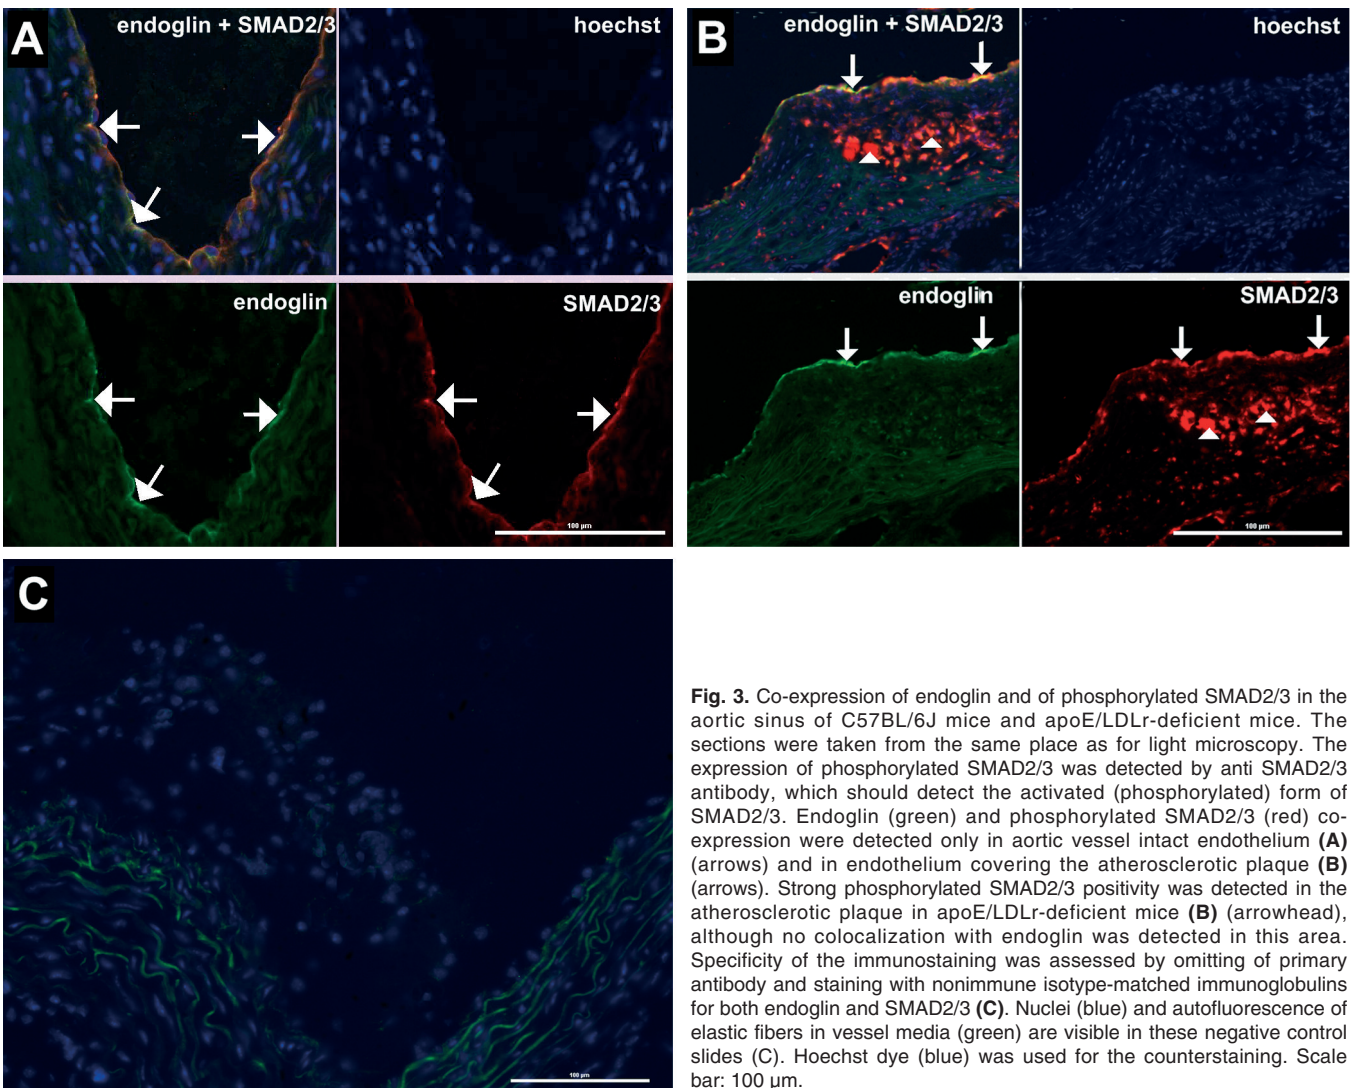 A
endoglin + SMAD2/3
hoechst
endoglin
SMAD2/3
100 µm
B
endoglin + SMAD2/3
hoechst
endoglin
SMAD2/3
100 µm
C
100 µm
Fig. 3. Co-expression of endoglin and of phosphorylated SMAD2/3 in the
aortic sinus of C57BL/6J mice and apoE/LDLr-deficient mice. The
sections were taken from the same place as for light microscopy. The
expression of phosphorylated SMAD2/3 was detected by anti SMAD2/3
antibody, which should detect the activated (phosphorylated) form of
SMAD2/3. Endoglin (green) and phosphorylated SMAD2/3 (red) co-
expression were detected only in aortic vessel intact endothelium (A)
(arrows) and in endothelium covering the atherosclerotic plaque (B)
(arrows). Strong phosphorylated SMAD2/3 positivity was detected in the
atherosclerotic plaque in apoE/LDLr-deficient mice (B) (arrowhead),
although no colocalization with endoglin was detected in this area.
Specificity of the immunostaining was assessed by omitting of primary
antibody and staining with nonimmune isotype-matched immunoglobulins
for both endoglin and SMAD2/3 (C). Nuclei (blue) and autofluorescence of
elastic fibers in vessel media (green) are visible in these negative control
slides (C). Hoechst dye (blue) was used for the counterstaining. Scale
bar: 100 µm.